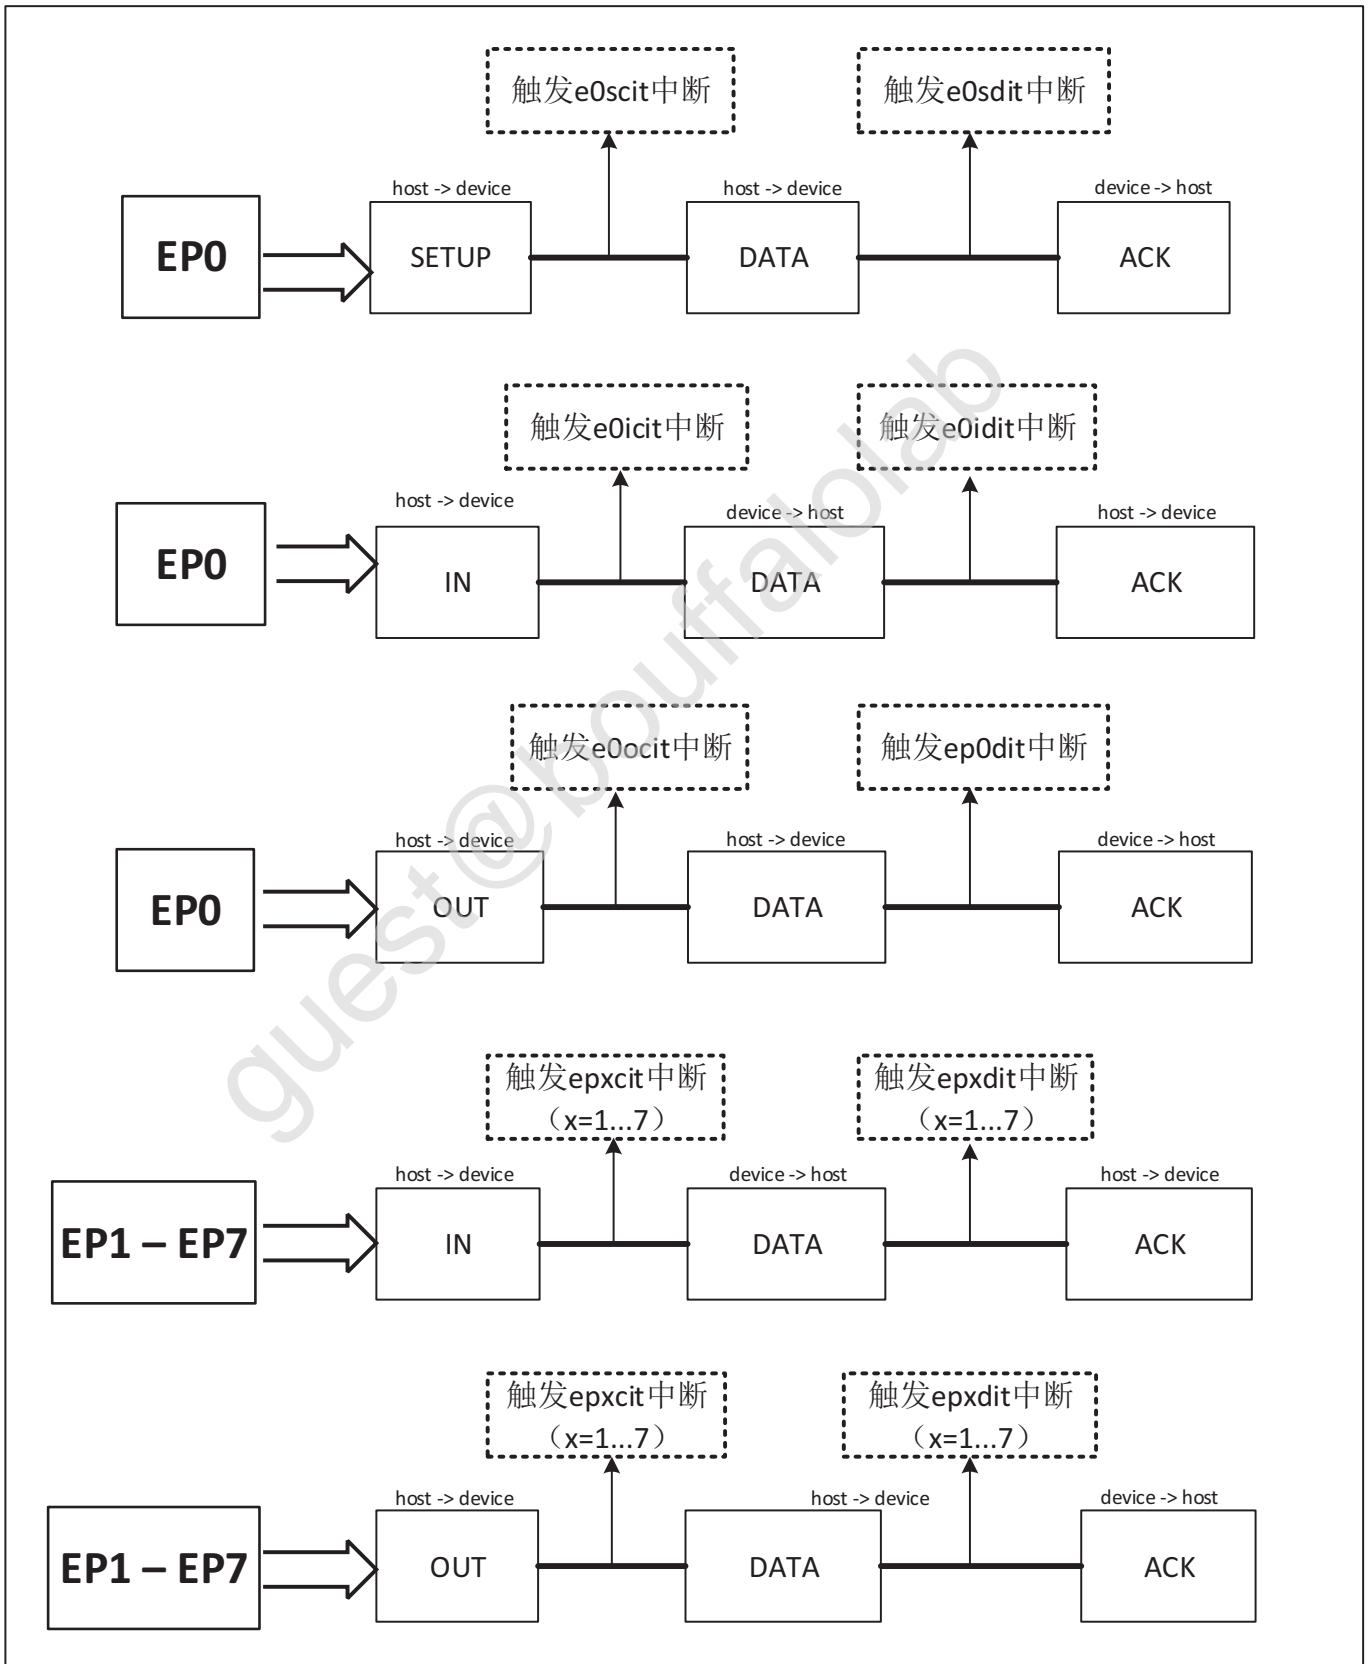 触发e0scit中断
触发e0sdit中断
host -> device
host -> device
device -> host
EP0
SETUP
DATA
ACK
触发e0icit中断
触发e0idit中断
host -> device
device -> host
host -> device
EP0
IN
DATA
ACK
触发e0ocit中断
触发ep0dit中断
host -> device
host -> device
device -> host
EP0
OUT
DATA
ACK
触发epxcit中断
（x=1...7）
触发epxdit中断
（x=1...7）
host -> device
device -> host
host -> device
EP1 – EP7
IN
DATA
ACK
触发epxcit中断
（x=1...7）
触发epxdit中断
（x=1...7）
host -> device
host -> device
device -> host
EP1 – EP7
OUT
DATA
ACK
guest@bouffalolab